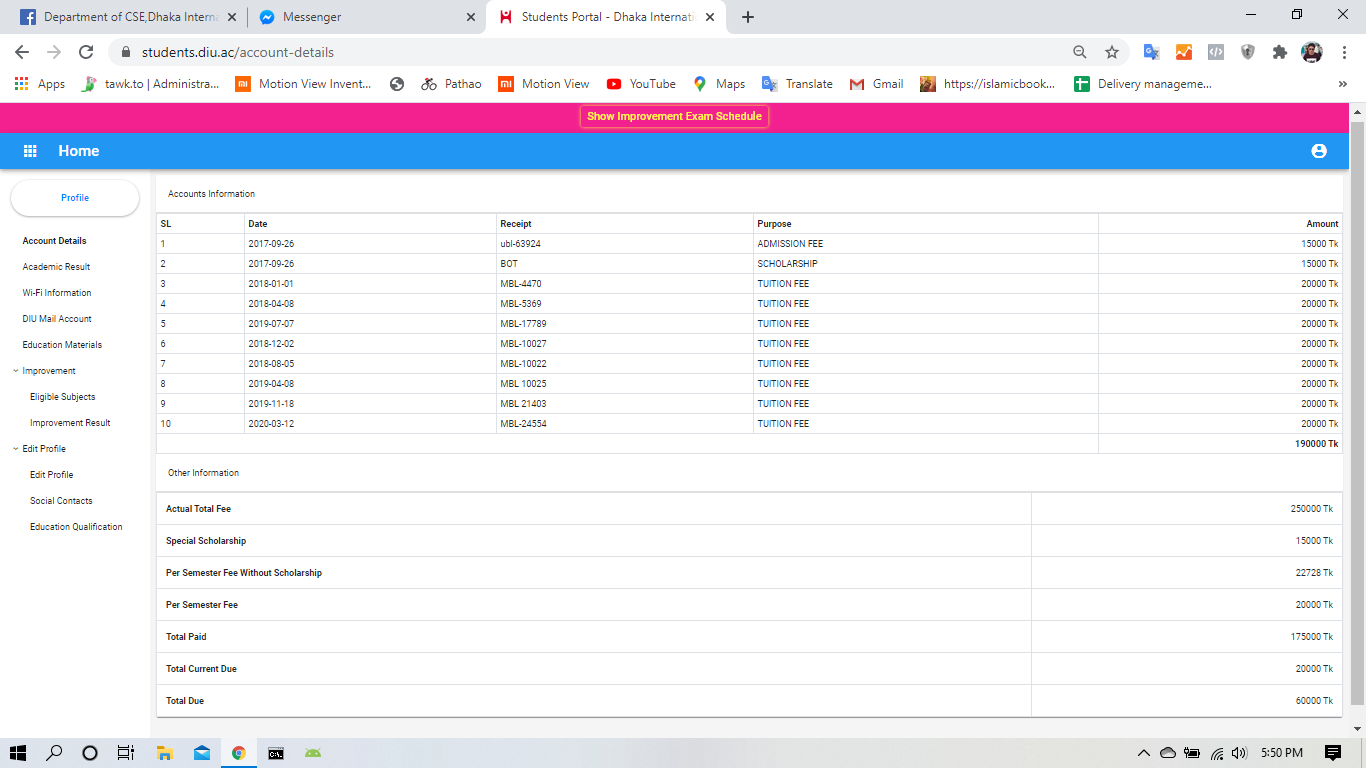 Department of CSE,Dhaka Interna
Messenger
Students Portal - Dhaka Internati
students.diu.ac/account-details
Apps
tawk.to | Administra...
Motion View Invent...
Pathao
Motion View
YouTube
Maps
Translate
Gmail
https://islamicbook...
Delivery manageme...
Show Improvement Exam Schedule
Home
Profile
Account Details
Academic Result
Wi-Fi Information
DIU Mail Account
Education Materials
Improvement
Eligible Subjects
Improvement Result
Edit Profile
Edit Profile
Social Contacts
Education Qualification
Accounts Information
SL Date Receipt Purpose Amount
1 2017-09-26 ubl-63924 ADMISSION FEE 15000 Tk
2 2017-09-26 BOT SCHOLARSHIP 15000 Tk
3 2018-01-01 MBL-4470 TUITION FEE 20000 Tk
4 2018-04-08 MBL-5369 TUITION FEE 20000 Tk
5 2019-07-07 MBL-17789 TUITION FEE 20000 Tk
6 2018-12-02 MBL-10027 TUITION FEE 20000 Tk
7 2018-08-05 MBL-10022 TUITION FEE 20000 Tk
8 2019-04-08 MBL 10025 TUITION FEE 20000 Tk
9 2019-11-18 MBL 21403 TUITION FEE 20000 Tk
10 2020-03-12 MBL-24554 TUITION FEE 20000 Tk
190000 Tk
Other Information
Actual Total Fee 250000 Tk
Special Scholarship 15000 Tk
Per Semester Fee Without Scholarship 22728 Tk
Per Semester Fee 20000 Tk
Total Paid 175000 Tk
Total Current Due 20000 Tk
Total Due 60000 Tk
5:50 PM